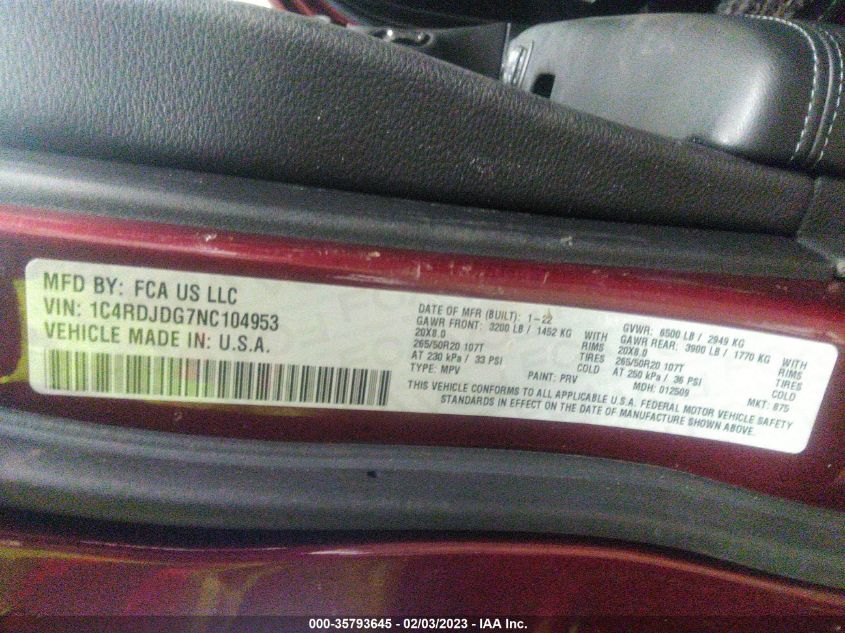 MFD BY: FCA US LLC
VIN: 1C4RDJDG7NC104953
VEHICLE MADE IN: U.S.A.
DATE OF MFR (BUILT): 1-22
GAWR FRONT: 3200 LB / 1452 KG WITH
20X8.0 RIMS
265/50R20 107T TIRES
AT 230 kPa / 33 PSI COLD
TYPE: MPV PAINT: PRV
GVWR: 6500 LB / 2949 KG
GAWR REAR: 3900 LB / 1770 KG WITH
20X8.0 RIMS
265/50R20 107T TIRES
AT 250 kPa / 36 PSI COLD
MDH: 012509 MKT: 875
THIS VEHICLE CONFORMS TO ALL APPLICABLE U.S.A. FEDERAL MOTOR VEHICLE SAFETY
STANDARDS IN EFFECT ON THE DATE OF MANUFACTURE SHOWN ABOVE.
000-35793645 - 02/03/2023 - © IAA Inc.